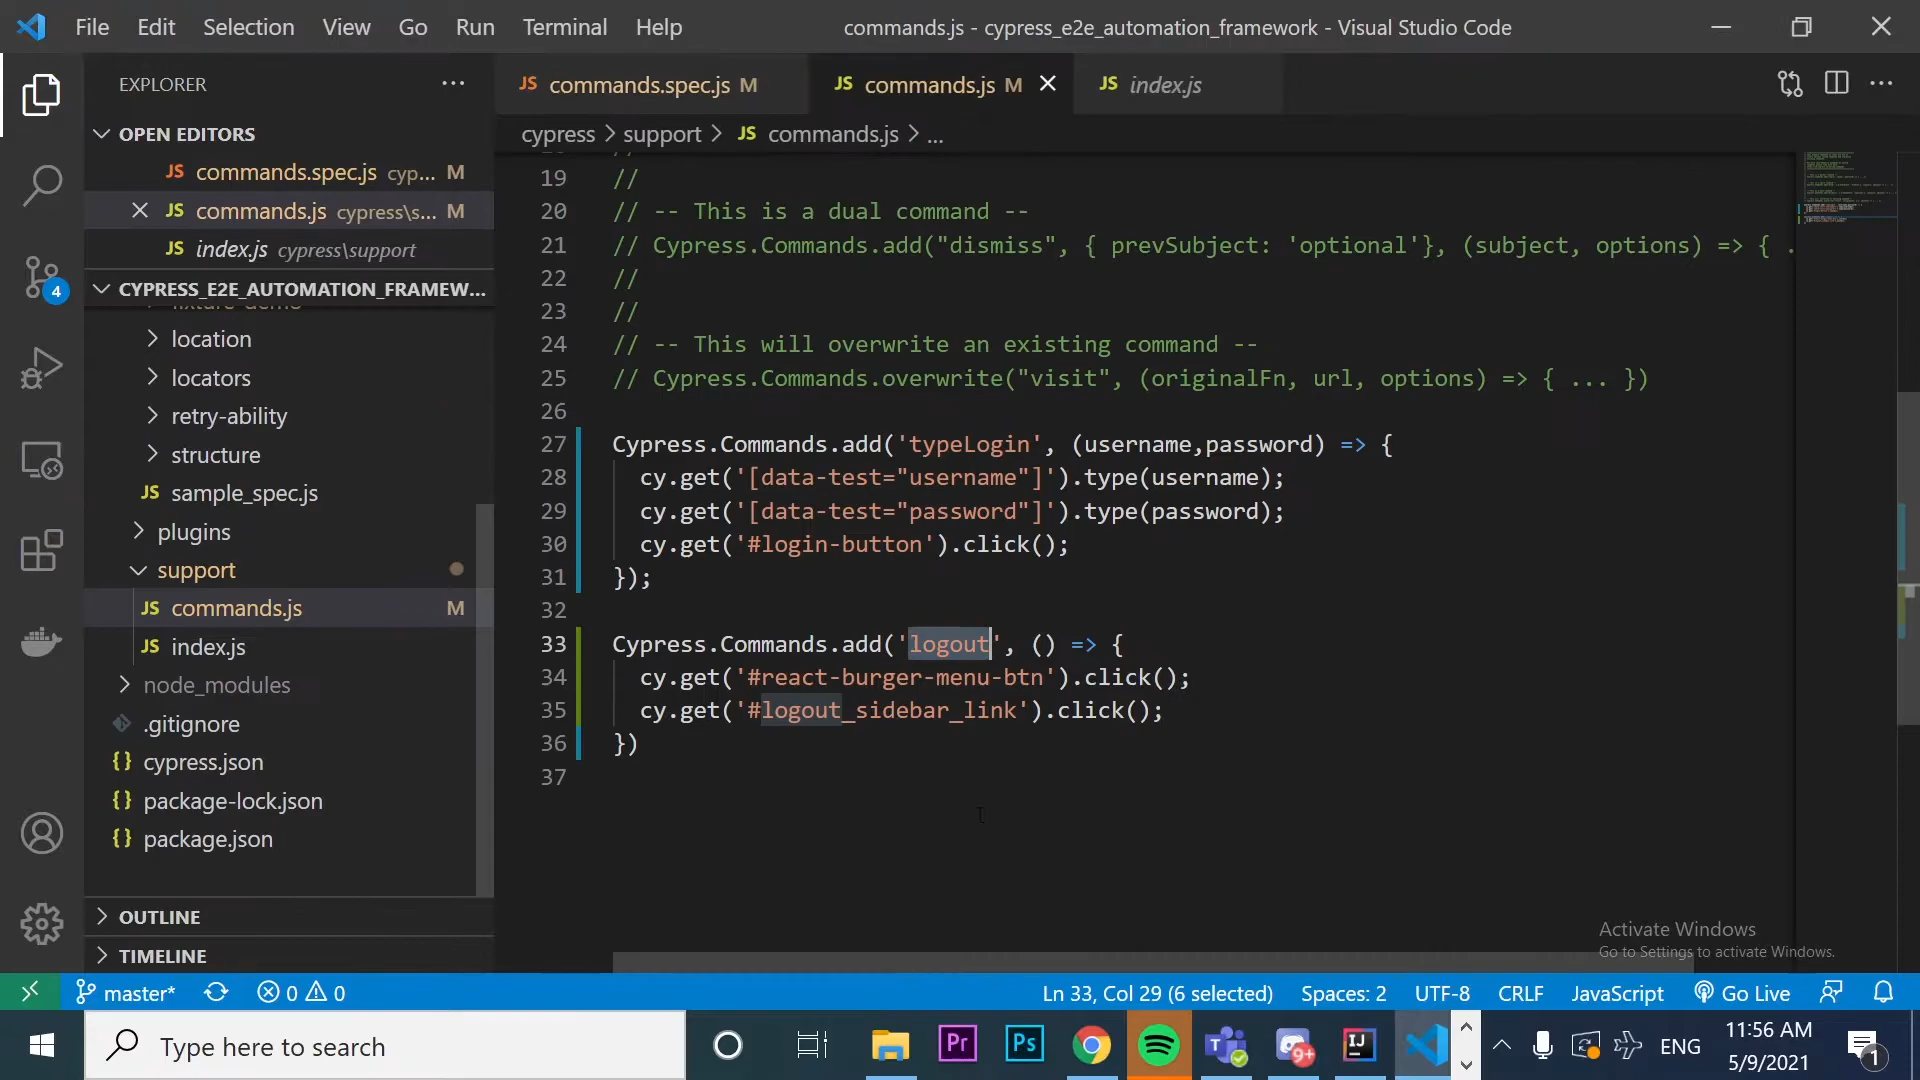 File Edit Selection View Go Run Terminal Help commands.js - cypress_e2e_automation_framework - Visual Studio Code
EXPLORER
OPEN EDITORS
JS commands.spec.js cyp... M
JS commands.js cypress\s... M
JS index.js cypress\support
4
CYPRESS_E2E_AUTOMATION_FRAMEW...
location
locators
retry-ability
structure
JS sample_spec.js
plugins
support
JS commands.js M
JS index.js
node_modules
.gitignore
{} cypress.json
{} package-lock.json
{} package.json
OUTLINE
TIMELINE
JS commands.spec.js M JS commands.js M JS index.js
cypress > support > JS commands.js > ...
19 //
20 // -- This is a dual command --
21 // Cypress.Commands.add("dismiss", { prevSubject: 'optional'}, (subject, options) => { .
22 //
23 //
24 // -- This will overwrite an existing command --
25 // Cypress.Commands.overwrite("visit", (originalFn, url, options) => { ... })
26
27 Cypress.Commands.add('typeLogin', (username,password) => {
28 cy.get('[data-test="username"]').type(username);
29 cy.get('[data-test="password"]').type(password);
30 cy.get('#login-button').click();
31 });
32
33 Cypress.Commands.add('logout', () => {
34 cy.get('#react-burger-menu-btn').click();
35 cy.get('#logout_sidebar_link').click();
36 })
37
Activate Windows
Go to Settings to activate Windows.
master* 0 0 Ln 33, Col 29 (6 selected) Spaces: 2 UTF-8 CRLF JavaScript Go Live
Type here to search Pr Ps T 9+ IJ ENG 11:56 AM
5/9/2021 1